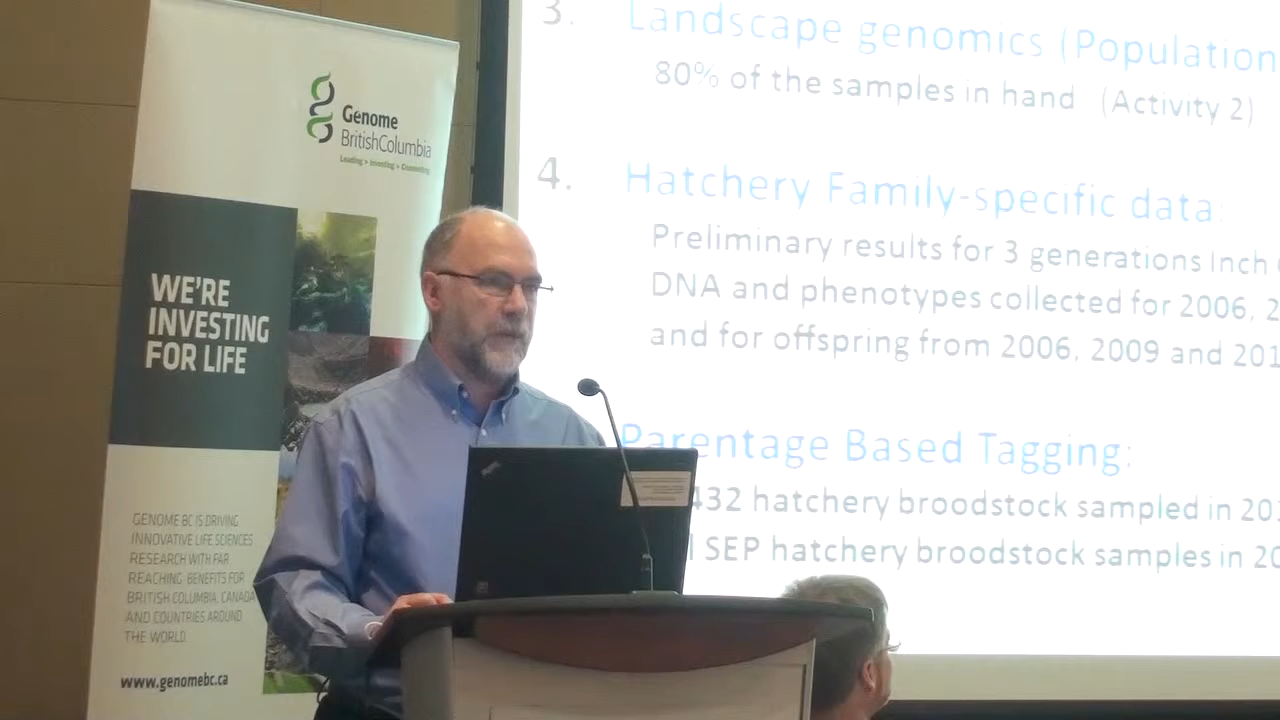 Genome
BritishColumbia
Leading > Investing > Connecting
WE'RE
INVESTING
FOR LIFE
GENOME BC IS DRIVING
INNOVATIVE LIFE SCIENCES
RESEARCH WITH FAR
REACHING BENEFITS FOR
BRITISH COLUMBIA, CANADA
AND COUNTRIES AROUND
THE WORLD.
www.genomebc.ca
3. Landscape genomics (Population
80% of the samples in hand (Activity 2)
4. Hatchery Family-specific data:
Preliminary results for 3 generations Inch
DNA and phenotypes collected for 2006, 2
and for offspring from 2006, 2009 and 201
Parentage Based Tagging:
432 hatchery broodstock sampled in 20
SEP hatchery broodstock samples in 20